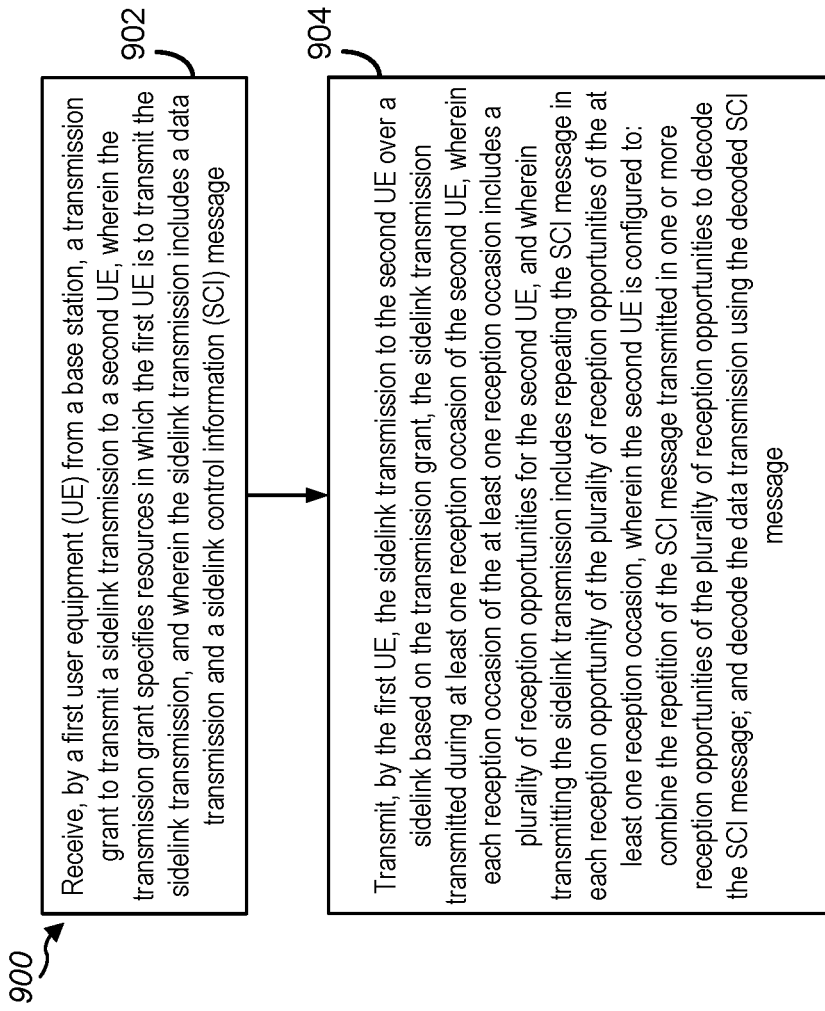 900
902
Receive, by a first user equipment (UE) from a base station, a transmission
grant to transmit a sidelink transmission to a second UE, wherein the
transmission grant specifies resources in which the first UE is to transmit the
sidelink transmission, and wherein the sidelink transmission includes a data
transmission and a sidelink control information (SCI) message
904
Transmit, by the first UE, the sidelink transmission to the second UE over a
sidelink based on the transmission grant, the sidelink transmission
transmitted during at least one reception occasion of the second UE, wherein
each reception occasion of the at least one reception occasion includes a
plurality of reception opportunities for the second UE, and wherein
transmitting the sidelink transmission includes repeating the SCI message in
each reception opportunity of the plurality of reception opportunities of the at
least one reception occasion, wherein the second UE is configured to:
combine the repetition of the SCI message transmitted in one or more
reception opportunities of the plurality of reception opportunities to decode
the SCI message; and decode the data transmission using the decoded SCI
message